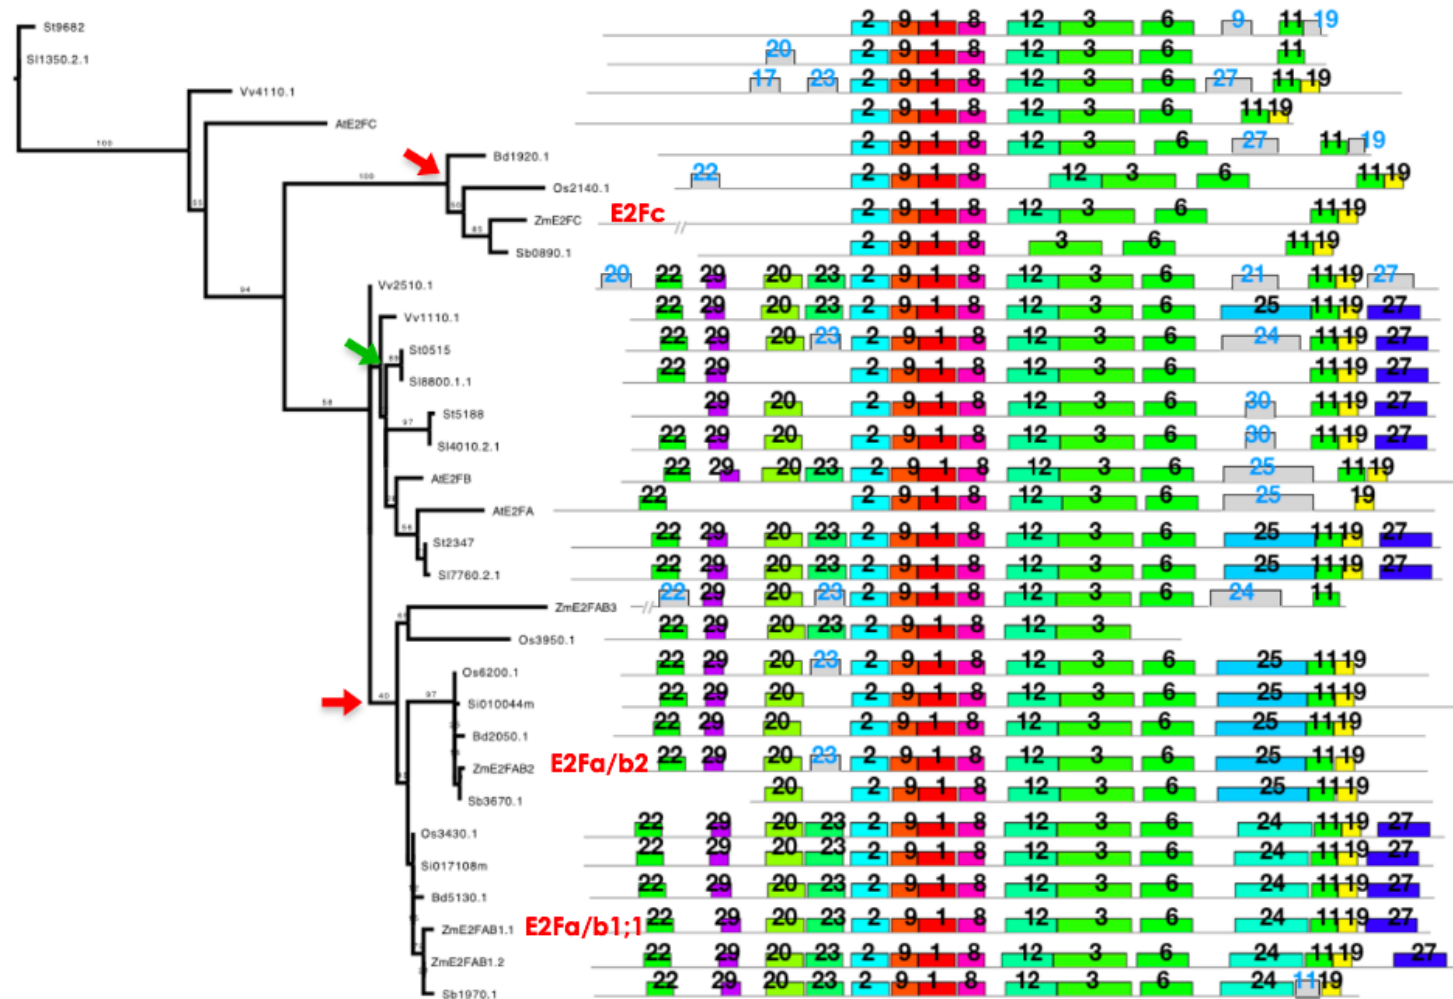 St9682 2 9 1 8 12 3 6 9 11 19
Sl1350.2.1 20 2 9 1 8 12 3 6 11
Vv4110.1 17 23 2 9 1 8 12 3 6 27 11 19
AtE2FC 2 9 1 8 12 3 6 11 19
100
Bd1920.1 2 9 1 8 12 3 6 27 11 19
100
Os2140.1 22 2 9 1 8 12 3 6 11 19
ZmE2FC E2Fc // 2 9 1 8 12 3 6 11 19
Sb0890.1 2 9 1 8 3 6 11 19
94
Vv2510.1 20 22 29 20 23 2 9 1 8 12 3 6 21 11 19 27
Vv1110.1 22 29 20 23 2 9 1 8 12 3 6 25 11 19 27
St0515 22 29 20 23 2 9 1 8 12 3 6 24 11 19 27
Sl8800.1.1 22 29 2 9 1 8 12 3 6 11 19 27
58
St5188 29 20 2 9 1 8 12 3 6 30 11 19 27
97
Sl4010.2.1 22 29 20 2 9 1 8 12 3 6 30 11 19 27
AtE2FB 22 29 20 23 2 9 1 8 12 3 6 25 11 19
AtE2FA 22 2 9 1 8 12 3 6 25 19
56
St2347 22 29 20 23 2 9 1 8 12 3 6 25 11 19 27
Sl7760.2.1 22 29 20 23 2 9 1 8 12 3 6 25 11 19 27
ZmE2FAB3 // 22 29 20 23 2 9 1 8 12 3 6 24 11
Os3950.1 22 29 20 23 2 9 1 8 12 3
Os6200.1 22 29 20 23 2 9 1 8 12 3 6 25 11 19
40 97
Si010044m 22 29 20 2 9 1 8 12 3 6 25 11 19
Bd2050.1 22 29 20 2 9 1 8 12 3 6 25 11 19
ZmE2FAB2 E2Fa/b2 22 29 20 23 2 9 1 8 12 3 6 25 11 19
Sb3670.1 20 2 9 1 8 12 3 6 25 11 19
Os3430.1 22 29 20 23 2 9 1 8 12 3 6 24 11 19 27
Si017108m 22 29 20 23 2 9 1 8 12 3 6 24 11 19 27
Bd5130.1 22 29 20 23 2 9 1 8 12 3 6 24 11 19 27
ZmE2FAB1.1 E2Fa/b1;1 22 29 20 23 2 9 1 8 12 3 6 24 11 19 27
ZmE2FAB1.2 22 29 20 23 2 9 1 8 12 3 6 24 11 19 27
Sb1970.1 22 29 20 23 2 9 1 8 12 3 6 24 11 19